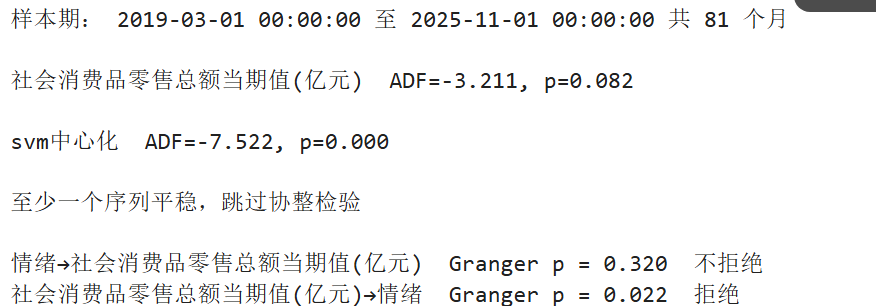 样本期： 2019-03-01 00:00:00 至 2025-11-01 00:00:00 共 81 个月
社会消费品零售总额当期值(亿元)  ADF=-3.211, p=0.082
svm中心化  ADF=-7.522, p=0.000
至少一个序列平稳，跳过协整检验
情绪→社会消费品零售总额当期值(亿元)  Granger p = 0.320  不拒绝
社会消费品零售总额当期值(亿元)→情绪  Granger p = 0.022  拒绝